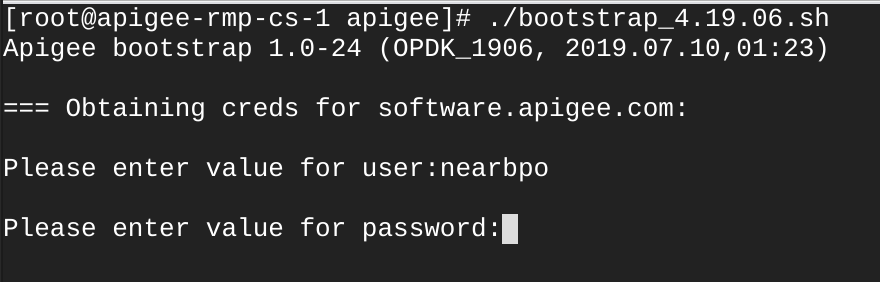 [root@apigee-rmp-cs-1 apigee]# ./bootstrap_4.19.06.sh
Apigee bootstrap 1.0-24 (OPDK_1906, 2019.07.10,01:23)
=== Obtaining creds for software.apigee.com:
Please enter value for user:nearbpo
Please enter value for password: